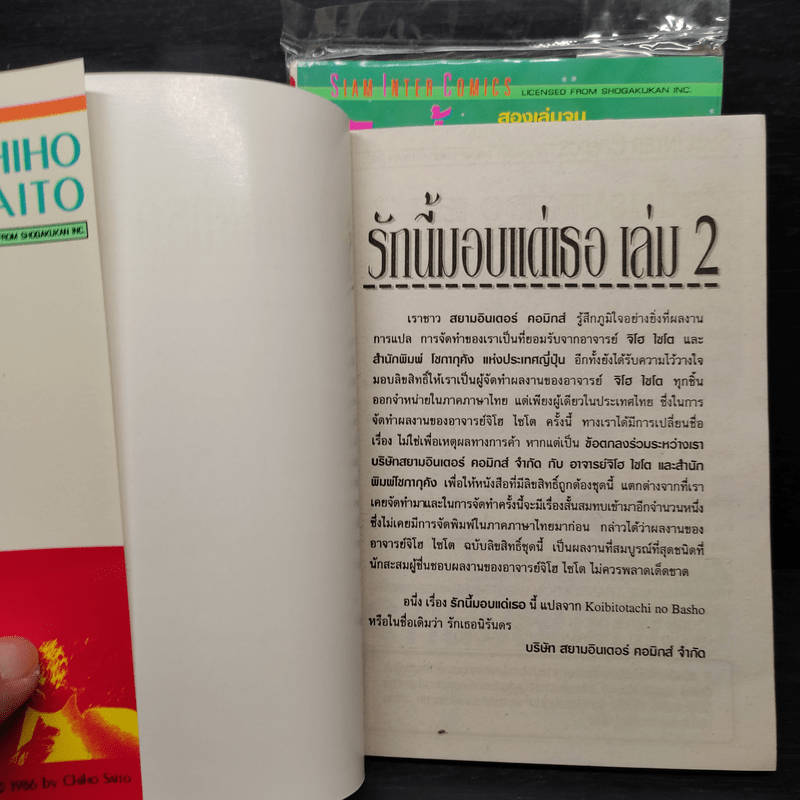 SIAM INTER COMICS LICENSED FROM SHOGAKUKAN INC.
สองเล่มจบ
HIHO
AITO
FROM SHOGAKUKAN INC.
© 1986 by CHIHO SAITO
รักนี้มอบแด่เธอ เล่ม 2
เราชาว สยามอินเตอร์ คอมิกส์ รู้สึกภูมิใจอย่างยิ่งที่ผลงาน
การแปล การจัดทำของเราเป็นที่ยอมรับจากอาจารย์ จิโฮ ไซโต และ
สำนักพิมพ์ โชกากุคัง แห่งประเทศญี่ปุ่น อีกทั้งยังได้รับความไว้วางใจ
มอบลิขสิทธิ์ให้เราเป็นผู้จัดทำผลงานของอาจารย์ จิโฮ ไซโต ทุกชิ้น
ออกจำหน่ายในภาคภาษาไทย แต่เพียงผู้เดียวในประเทศไทย ซึ่งในการ
จัดทำผลงานของอาจารย์จิโฮ ไซโต ครั้งนี้ ทางเราได้มีการเปลี่ยนชื่อ
เรื่อง ไม่ใช่เพื่อเหตุผลทางการค้า หากแต่เป็น ข้อตกลงร่วมระหว่างเรา
บริษัทสยามอินเตอร์ คอมิกส์ จำกัด กับ อาจารย์จิโฮ ไซโต และสำนัก
พิมพ์โชกากุคัง เพื่อให้หนังสือที่มีลิขสิทธิ์ถูกต้องชุดนี้ แตกต่างจากที่เรา
เคยจัดทำมาและในการจัดทำครั้งนี้จะมีเรื่องสั้นสมทบเข้ามาอีกจำนวนหนึ่ง
ซึ่งไม่เคยมีการจัดพิมพ์ในภาคภาษาไทยมาก่อน กล่าวได้ว่าผลงานของ
อาจารย์จิโฮ ไซโต ฉบับลิขสิทธิ์ชุดนี้ เป็นผลงานที่สมบูรณ์ที่สุดชนิดที่
นักสะสมผู้ชื่นชอบผลงานของอาจารย์จิโฮ ไซโต ไม่ควรพลาดเด็ดขาด
อนึ่ง เรื่อง รักนี้มอบแด่เธอ นี้ แปลจาก Koibitotachi no Basho
หรือในชื่อเดิมว่า รักเธอนิรันดร
บริษัท สยามอินเตอร์ คอมิกส์ จำกัด